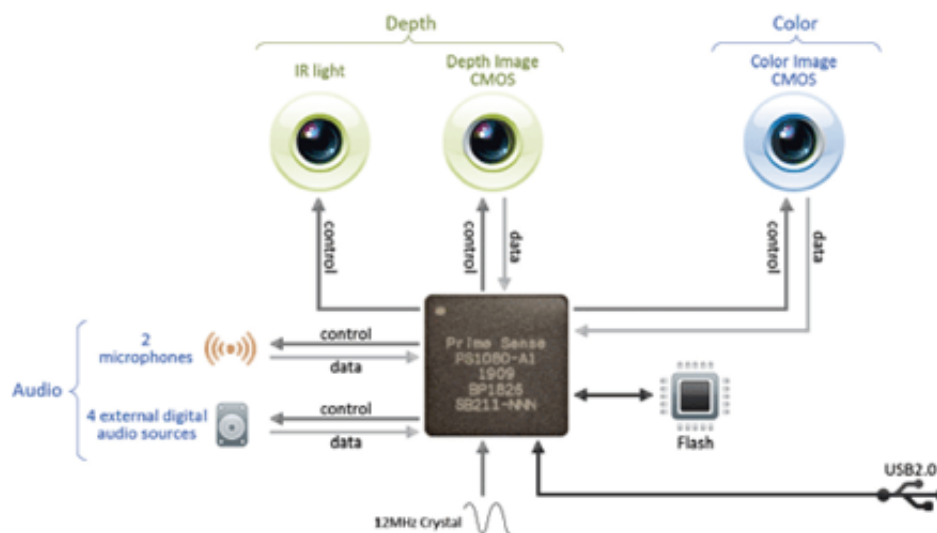 Depth
Color
IR light
Depth Image
CMOS
Color Image
CMOS
control
control
data
control
data
2
microphones
control
data
Audio
4 external digital
audio sources
control
data
Prime Sense
PS1080-A1
1909
BP1826
SB211-NNN
Flash
USB2.0
12MHz Crystal